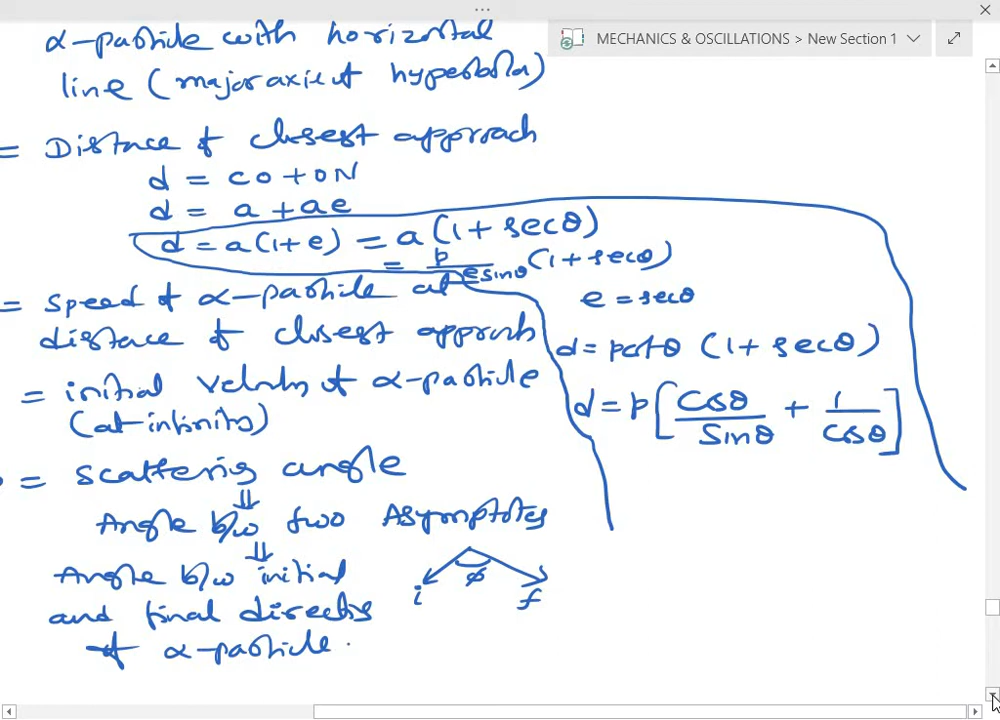 MECHANICS & OSCILLATIONS > New Section 1
α-particle with horizontal
line (major axis of hyperbola)
= Distance of closest approach
d = CO + ON
d = a + ae
d = a(1+e) = a(1 + secθ)
= p/(e sinθ) (1 + secθ)
e = secθ
d = p cotθ (1 + secθ)
d = p[cosθ/sinθ + 1/cosθ]
= speed of α-particle at
distance of closest approach
= initial velocity of α-particle
(at infinity)
= scattering angle
⇓
Angle b/w two Asymptotes
⇓
Angle b/w initial
and final directions
of α-particle.
i φ f